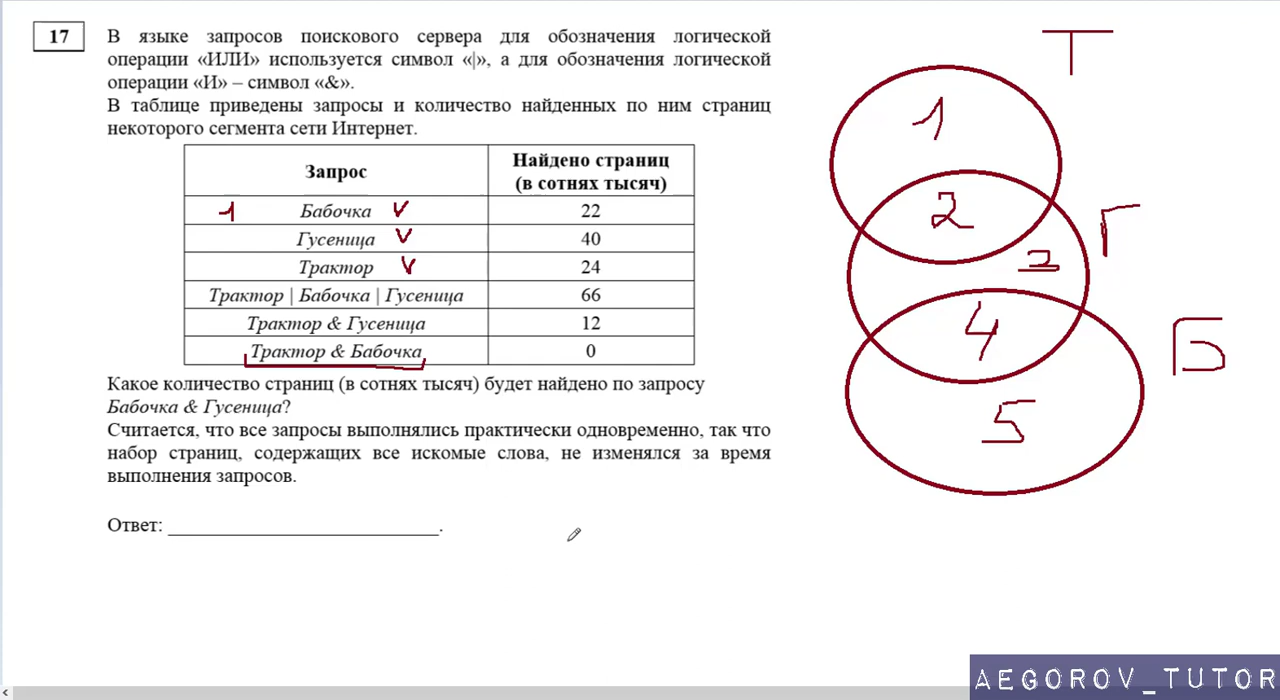 17
В языке запросов поискового сервера для обозначения логической
операции «ИЛИ» используется символ «|», а для обозначения логической
операции «И» – символ «&».
В таблице приведены запросы и количество найденных по ним страниц
некоторого сегмента сети Интернет.
Запрос Найдено страниц
(в сотнях тысяч)
1 Бабочка V 22
Гусеница V 40
Трактор V 24
Трактор | Бабочка | Гусеница 66
Трактор & Гусеница 12
Трактор & Бабочка 0
Какое количество страниц (в сотнях тысяч) будет найдено по запросу
Бабочка & Гусеница?
Считается, что все запросы выполнялись практически одновременно, так что
набор страниц, содержащих все искомые слова, не изменялся за время
выполнения запросов.
Ответ: .
Т
1
2
Г
3
4
Б
5
AEGOROV_TUTOR